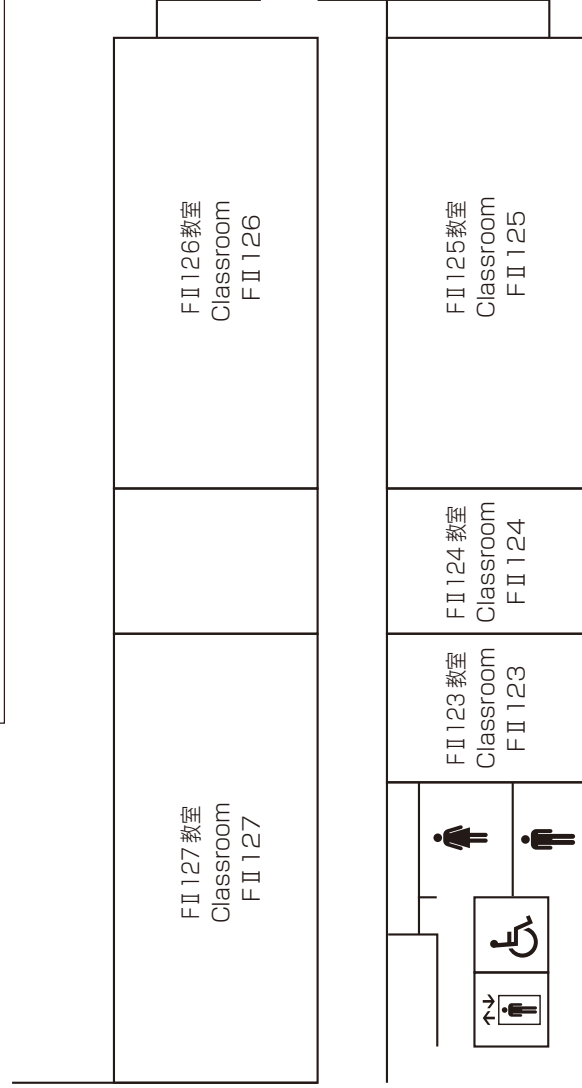 FⅡ126教室
Classroom
FⅡ126
FⅡ125教室
Classroom
FⅡ125
FⅡ124教室
Classroom
FⅡ124
FⅡ123教室
Classroom
FⅡ123
FⅡ127教室
Classroom
FⅡ127